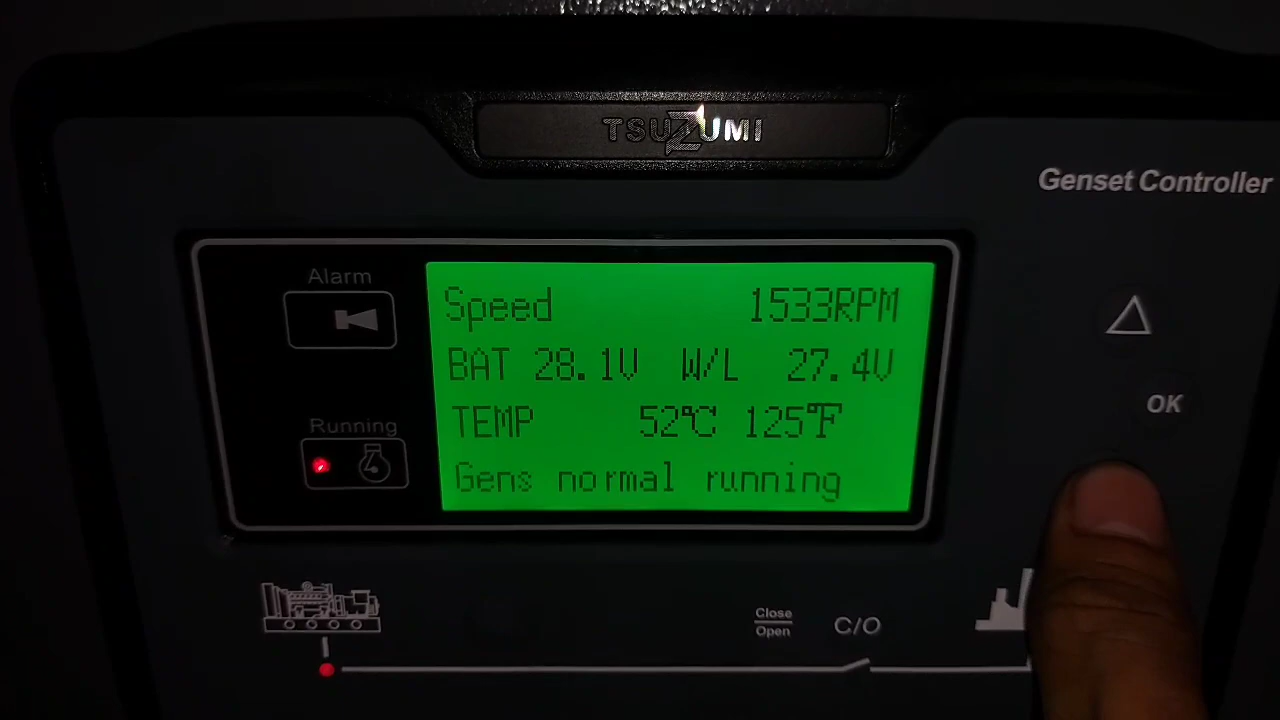 TSUZUMI
Genset Controller
Alarm
Speed 1533RPM
BAT 28.1V W/L 27.4V
TEMP 52℃ 125℉
Running
Gens normal running
OK
Close
Open
C/O